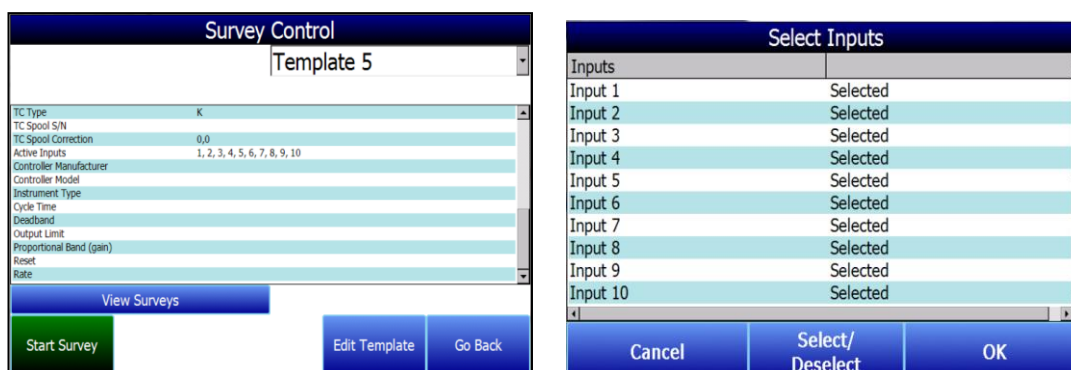 Survey Control
Template 5
TC Type K
TC Spool S/N
TC Spool Correction 0,0
Active Inputs 1, 2, 3, 4, 5, 6, 7, 8, 9, 10
Controller Manufacturer
Controller Model
Instrument Type
Cycle Time
Deadband
Output Limit
Proportional Band (gain)
Reset
Rate
View Surveys
Start Survey Edit Template Go Back
Select Inputs
Inputs
Input 1 Selected
Input 2 Selected
Input 3 Selected
Input 4 Selected
Input 5 Selected
Input 6 Selected
Input 7 Selected
Input 8 Selected
Input 9 Selected
Input 10 Selected
Cancel Select/ OK
Deselect